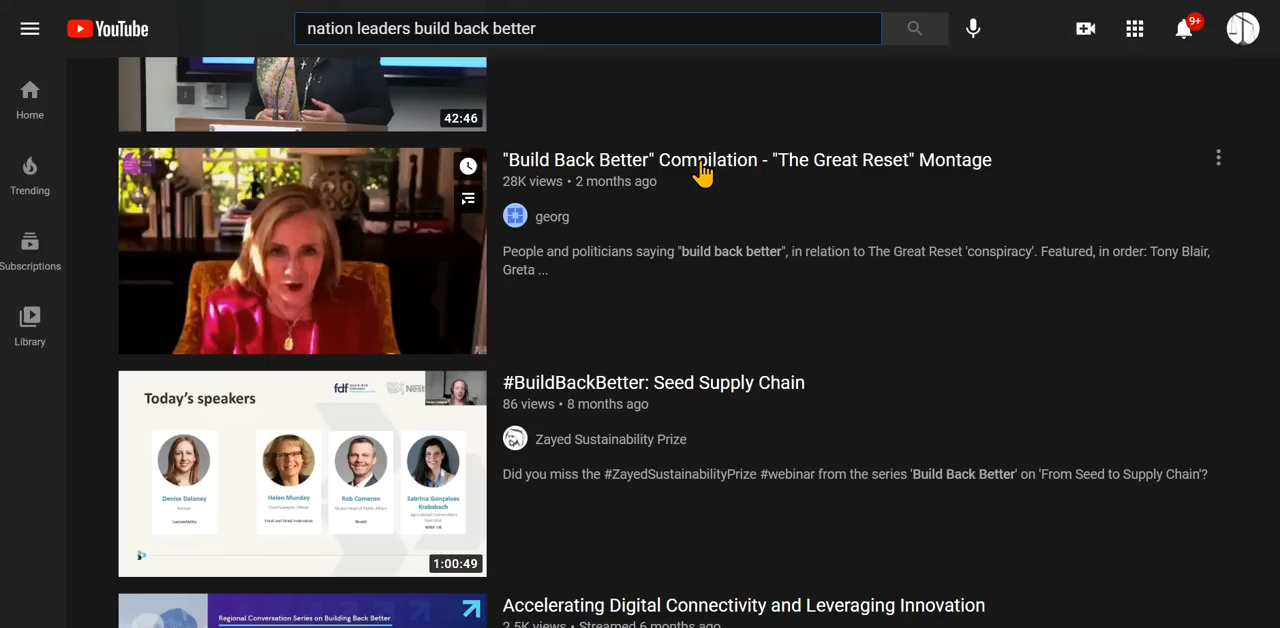 YouTube
nation leaders build back better
9+
Home
Trending
Subscriptions
Library
42:46
"Build Back Better" Compilation - "The Great Reset" Montage
28K views • 2 months ago
georg
People and politicians saying "build back better", in relation to The Great Reset 'conspiracy'. Featured, in order: Tony Blair,
Greta ...
fdf
Today's speakers
Denise Delaney
Helen Munday
Rob Cameron
Sabrina Gonçalves
Krebsbach
Food and Drink Federation
Nestlé
1:00:49
#BuildBackBetter: Seed Supply Chain
86 views • 8 months ago
Zayed Sustainability Prize
Did you miss the #ZayedSustainabilityPrize #webinar from the series 'Build Back Better' on 'From Seed to Supply Chain'?
Regional Conversation Series on Building Back Better
Accelerating Digital Connectivity and Leveraging Innovation
2.5K views • Streamed 6 months ago